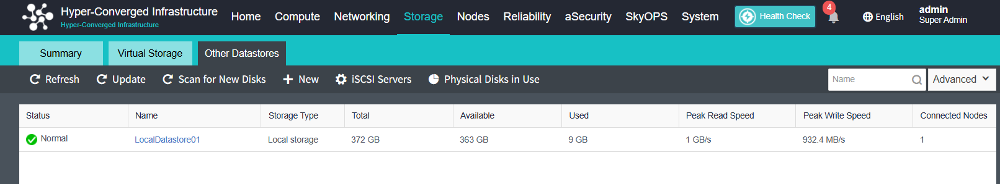 Hyper-Converged Infrastructure
Hyper-Converged Infrastructure
Home Compute Networking Storage Nodes Reliability aSecurity SkyOPS System Health Check 4 English admin
Super Admin
Summary Virtual Storage Other Datastores
Refresh Update Scan for New Disks New iSCSI Servers Physical Disks in Use Name Advanced
Status Name Storage Type Total Available Used Peak Read Speed Peak Write Speed Connected Nodes
Normal LocalDatastore01 Local storage 372 GB 363 GB 9 GB 1 GB/s 932.4 MB/s 1